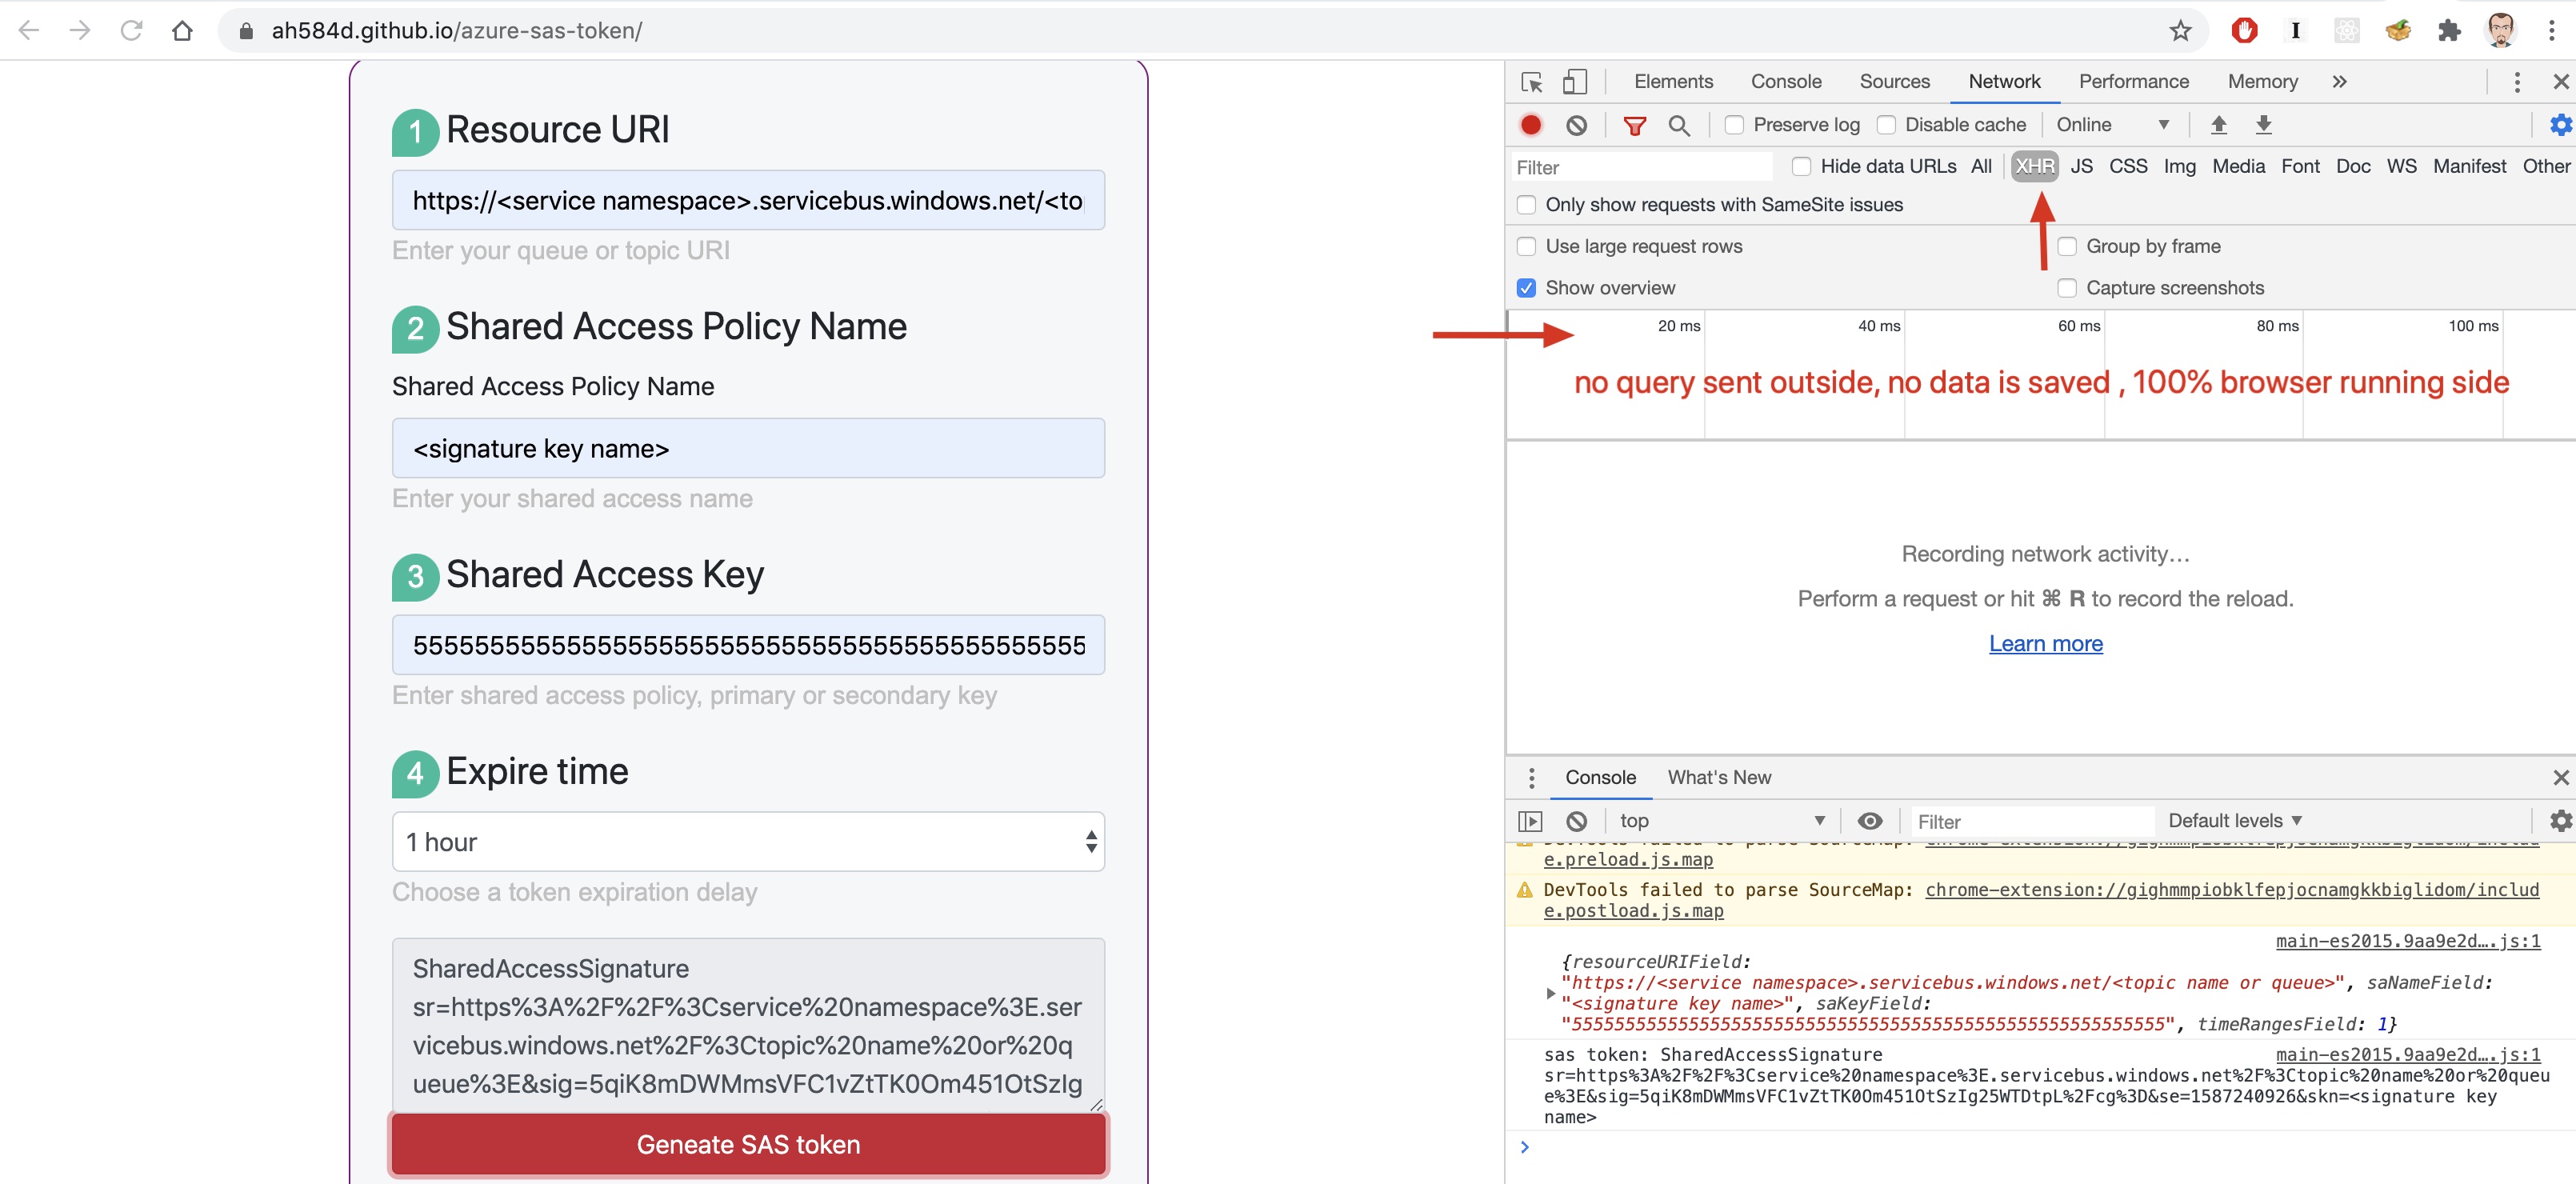 ah584d.github.io/azure-sas-token/
1 Resource URI
https://<service namespace>.servicebus.windows.net/<to
Enter your queue or topic URI
2 Shared Access Policy Name
Shared Access Policy Name
<signature key name>
Enter your shared access name
3 Shared Access Key
Enter shared access policy, primary or secondary key
4 Expire time
1 hour
Choose a token expiration delay
SharedAccessSignature
sr=https%3A%2F%2F%3Cservice%20namespace%3E.ser
vicebus.windows.net%2F%3Ctopic%20name%20or%20q
ueue%3E&sig=5qiK8mDWMmsVFC1vZtTK0Om451OtSzIg
Geneate SAS token
Elements Console Sources Network Performance Memory »
Preserve log Disable cache Online
Filter Hide data URLs All XHR JS CSS Img Media Font Doc WS Manifest Other
Only show requests with SameSite issues
Use large request rows Group by frame
Show overview Capture screenshots
20 ms 40 ms 60 ms 80 ms 100 ms
no query sent outside, no data is saved , 100% browser running side
Recording network activity…
Perform a request or hit ⌘ R to record the reload.
Learn more
Console What's New
top Filter Default levels
e.preload.js.map
DevTools failed to parse SourceMap: chrome-extension://gighmmpiobklfepjocnamgkkbiglidom/includ
e.postload.js.map
main-es2015.9aa9e2d….js:1
{resourceURIField:
"https://<service namespace>.servicebus.windows.net/<topic name or queue>", saNameField:
"<signature key name>", saKeyField:
timeRangesField: 1}
sas token: SharedAccessSignature main-es2015.9aa9e2d….js:1
sr=https%3A%2F%2F%3Cservice%20namespace%3E.servicebus.windows.net%2F%3Ctopic%20name%20or%20queu
e%3E&sig=5qiK8mDWMmsVFC1vZtTK0Om451OtSzIg25WTDtpL%2Fcg%3D&se=1587240926&skn=<signature key
name>